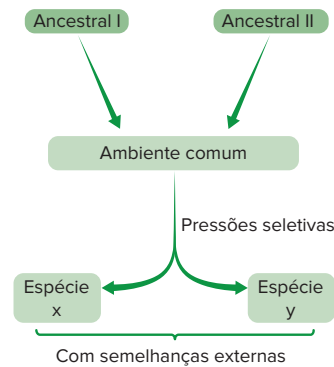 Ancestral I
Ancestral II
Ambiente comum
Pressões seletivas
Espécie
x
Espécie
y
Com semelhanças externas